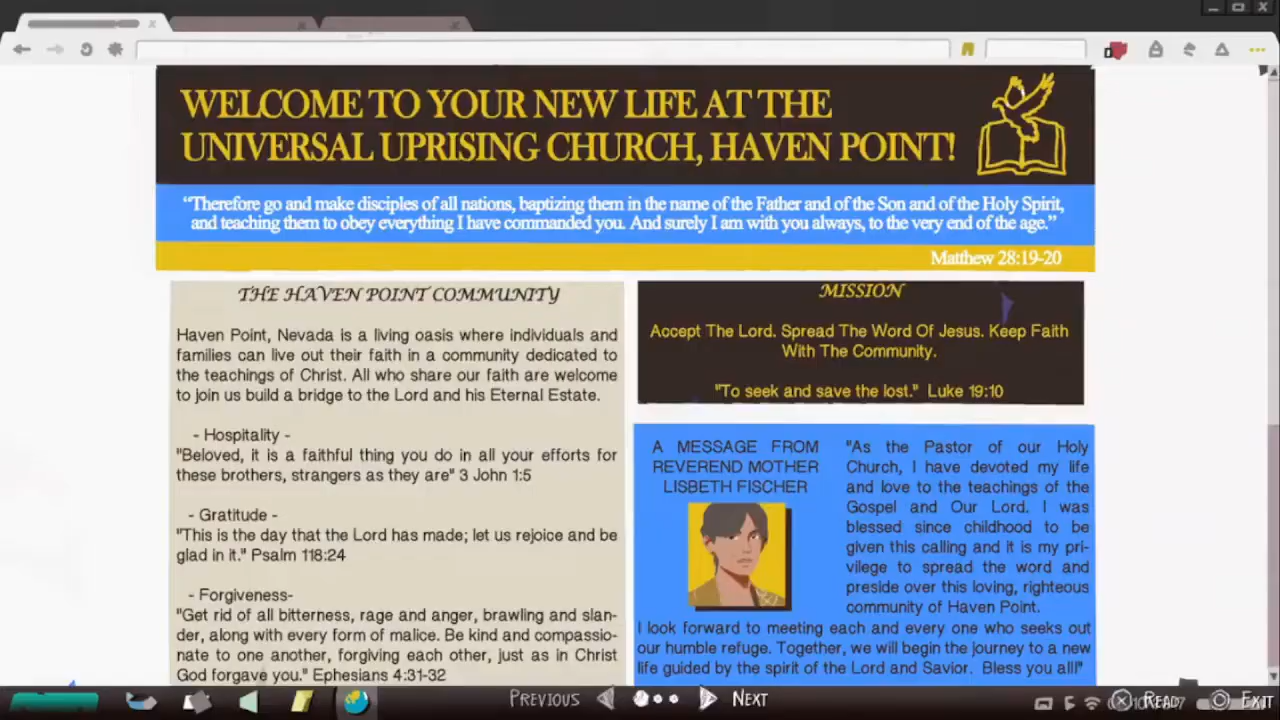 WELCOME TO YOUR NEW LIFE AT THE
UNIVERSAL UPRISING CHURCH, HAVEN POINT!
“Therefore go and make disciples of all nations, baptizing them in the name of the Father and of the Son and of the Holy Spirit,
and teaching them to obey everything I have commanded you. And surely I am with you always, to the very end of the age.”
Matthew 28:19-20
THE HAVEN POINT COMMUNITY
Haven Point, Nevada is a living oasis where individuals and
families can live out their faith in a community dedicated to
the teachings of Christ. All who share our faith are welcome
to join us build a bridge to the Lord and his Eternal Estate.
- Hospitality -
"Beloved, it is a faithful thing you do in all your efforts for
these brothers, strangers as they are" 3 John 1:5
- Gratitude -
"This is the day that the Lord has made; let us rejoice and be
glad in it." Psalm 118:24
- Forgiveness-
"Get rid of all bitterness, rage and anger, brawling and slan-
der, along with every form of malice. Be kind and compassio-
nate to one another, forgiving each other, just as in Christ
God forgave you." Ephesians 4:31-32
MISSION
Accept The Lord. Spread The Word Of Jesus. Keep Faith
With The Community.
"To seek and save the lost." Luke 19:10
A MESSAGE FROM
REVEREND MOTHER
LISBETH FISCHER
"As the Pastor of our Holy
Church, I have devoted my life
and love to the teachings of the
Gospel and Our Lord. I was
blessed since childhood to be
given this calling and it is my pri-
vilege to spread the word and
preside over this loving, righteous
community of Haven Point.
I look forward to meeting each and every one who seeks out
our humble refuge. Together, we will begin the journey to a new
life guided by the spirit of the Lord and Savior. Bless you all!"
PREVIOUS
NEXT
READ
EXIT